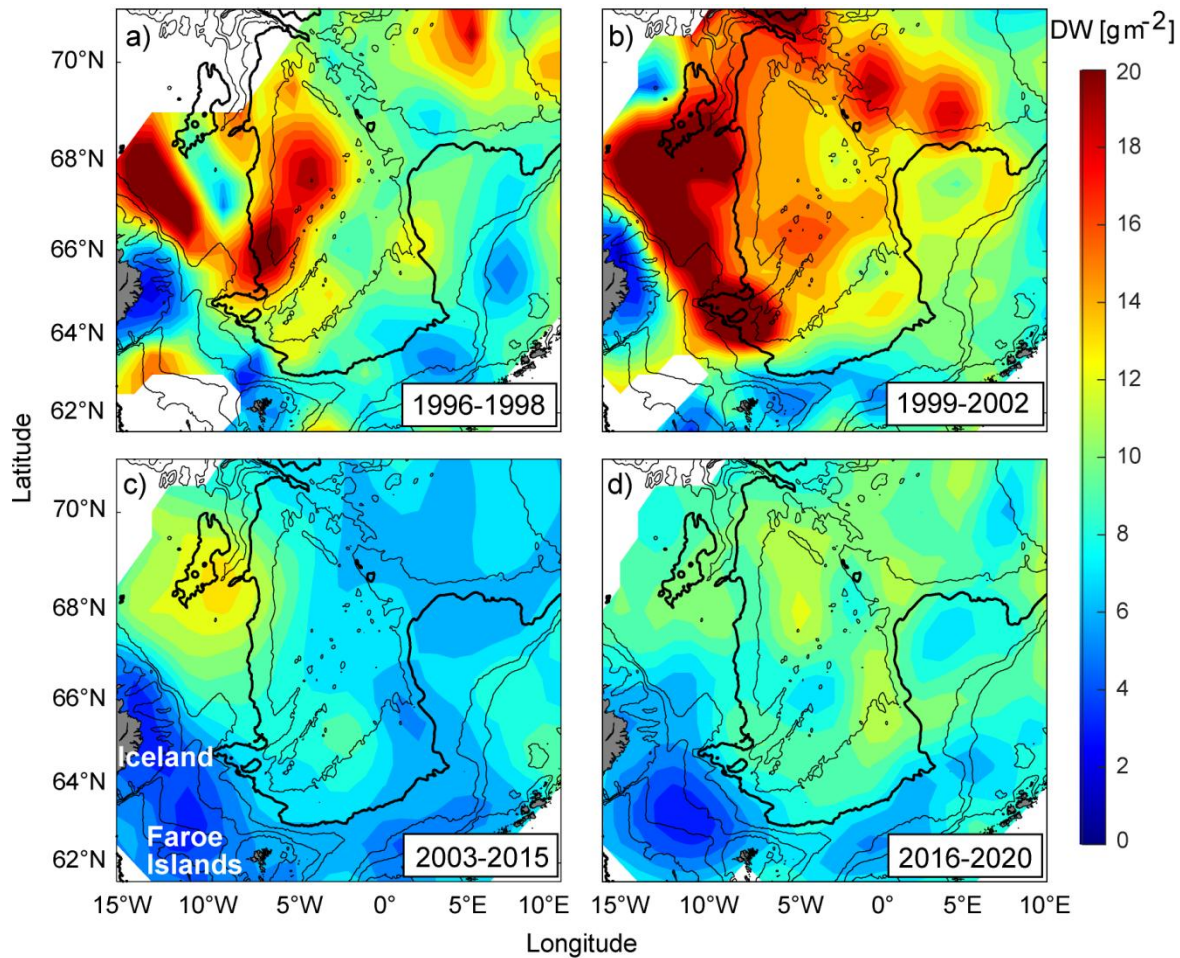 DW [g m⁻²]
a)
b)
70°N
68°N
66°N
64°N
62°N
1996-1998
1999-2002
20
18
16
14
12
10
8
6
4
2
0
Latitude
c)
d)
70°N
68°N
66°N
64°N
62°N
Iceland
Faroe
Islands
2003-2015
2016-2020
15°W 10°W 5°W 0° 5°E 10°E
15°W 10°W 5°W 0° 5°E 10°E
Longitude